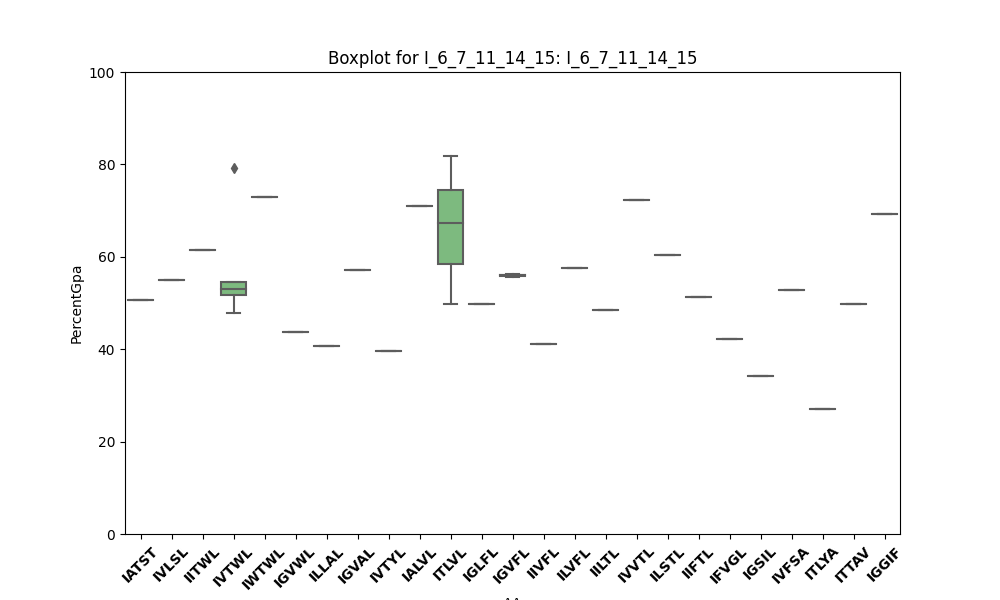 Boxplot for I_6_7_11_14_15: I_6_7_11_14_15
100
80
60
40
20
0
PercentGpa
IATST
IVLSL
IITWL
IVTWL
IWTWL
IGVWL
ILLAL
IGVAL
IVTYL
IALVL
ITLVL
IGLFL
IGVFL
IIVFL
ILVFL
IILTL
IVVTL
ILSTL
IIFTL
IFVGL
IGSIL
IVFSA
ITLYA
ITTAV
IGGIF